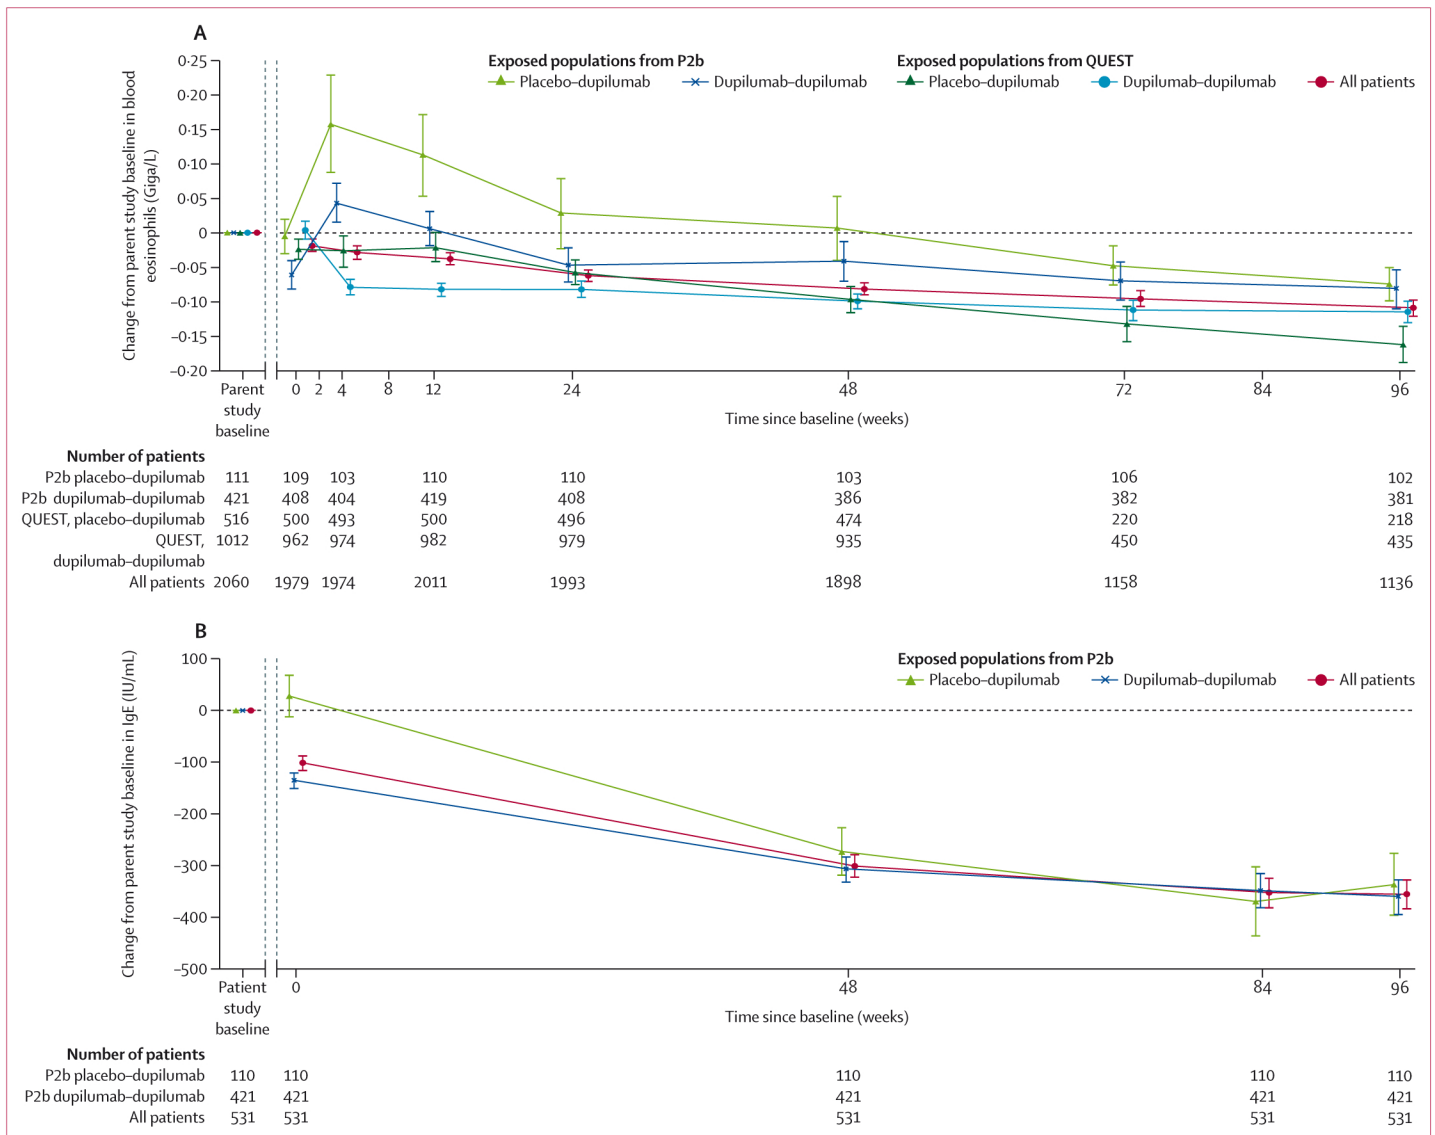 A
Exposed populations from P2b
Exposed populations from QUEST
Placebo–dupilumab
Dupilumab–dupilumab
Placebo–dupilumab
Dupilumab–dupilumab
All patients
Change from parent study baseline in blood
eosinophils (Giga/L)
0·25
0·20
0·15
0·10
0·05
0
–0·05
–0·10
–0·15
–0·20
Parent
study
baseline
0 2 4 8 12 24 48 72 84 96
Time since baseline (weeks)
Number of patients
P2b placebo–dupilumab 111 109 103 110 110 103 106 102
P2b dupilumab–dupilumab 421 408 404 419 408 386 382 381
QUEST, placebo–dupilumab 516 500 493 500 496 474 220 218
QUEST, 1012 962 974 982 979 935 450 435
dupilumab–dupilumab
All patients 2060 1979 1974 2011 1993 1898 1158 1136
B
Exposed populations from P2b
Placebo–dupilumab
Dupilumab–dupilumab
All patients
Change from parent study baseline in IgE (IU/mL)
100
0
–100
–200
–300
–400
–500
Patient
study
baseline
0 48 84 96
Time since baseline (weeks)
Number of patients
P2b placebo–dupilumab 110 110 110 110 110
P2b dupilumab–dupilumab 421 421 421 421 421
All patients 531 531 531 531 531